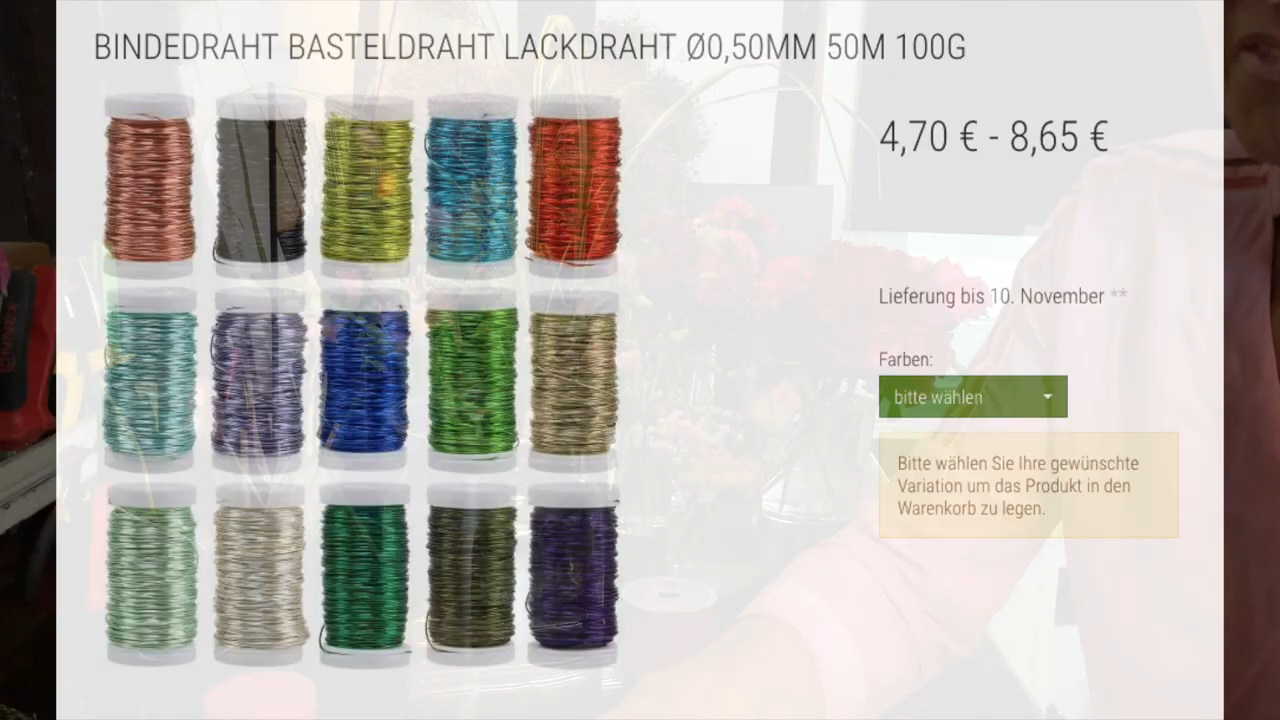 BINDEDRAHT BASTELDRAHT LACKDRAHT Ø0,50MM 50M 100G
4,70 € - 8,65 €
Lieferung bis 10. November **
Farben:
bitte wählen
Bitte wählen Sie Ihre gewünschte
Variation um das Produkt in den
Warenkorb zu legen.